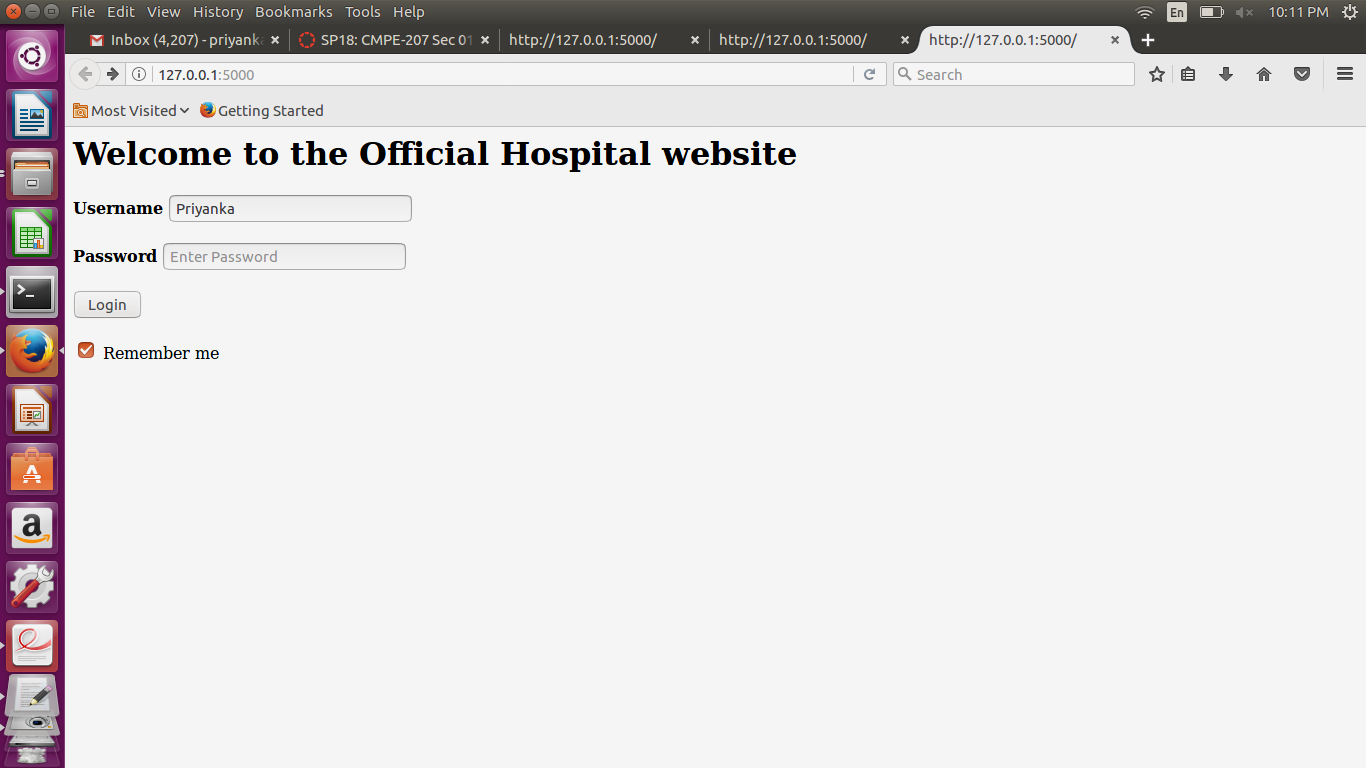 File Edit View History Bookmarks Tools Help
En
10:11 PM
Inbox (4,207) - priyanka
SP18: CMPE-207 Sec 01
http://127.0.0.1:5000/
http://127.0.0.1:5000/
http://127.0.0.1:5000/
127.0.0.1:5000
Search
Most Visited
Getting Started
Welcome to the Official Hospital website
Username Priyanka
Password Enter Password
Login
Remember me